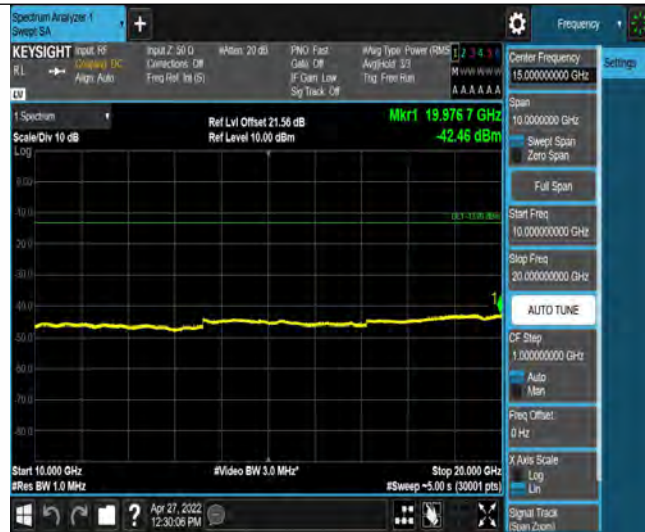 Spectrum Analyzer 1
Swept SA
Frequency
KEYSIGHT
Input: RF
Coupling: DC
Align: Auto
Input Z: 50 Ω
Corrections: Off
Freq Ref: Int (S)
#Atten: 20 dB
PNO: Fast
Gate: Off
IF Gain: Low
Sig Track: Off
#Avg Type: Power (RMS
Avg|Hold: 3/3
Trig: Free Run
1 2 3 4 5 6
M W W W W W
A A A A A A
RL
Center Frequency
15.000000000 GHz
Settings
Span
10.0000000 GHz
Swept Span
Zero Span
Full Span
Start Freq
10.000000000 GHz
Stop Freq
20.000000000 GHz
AUTO TUNE
CF Step
1.000000000 GHz
Auto
Man
Freq Offset
0 Hz
X Axis Scale
Log
Lin
Signal Track
(Span Zoom)
1 Spectrum
Scale/Div 10 dB
Ref Lvl Offset 21.56 dB
Ref Level 10.00 dBm
Mkr1 19.976 7 GHz
-42.46 dBm
Log
0.00
-10.0
-20.0
-30.0
-40.0
-50.0
-60.0
-70.0
-80.0
1
Start 10.000 GHz
#Res BW 1.0 MHz
#Video BW 3.0 MHz*
Stop 20.000 GHz
#Sweep ~5.00 s (30001 pts)
?
Apr 27, 2022
12:30:06 PM